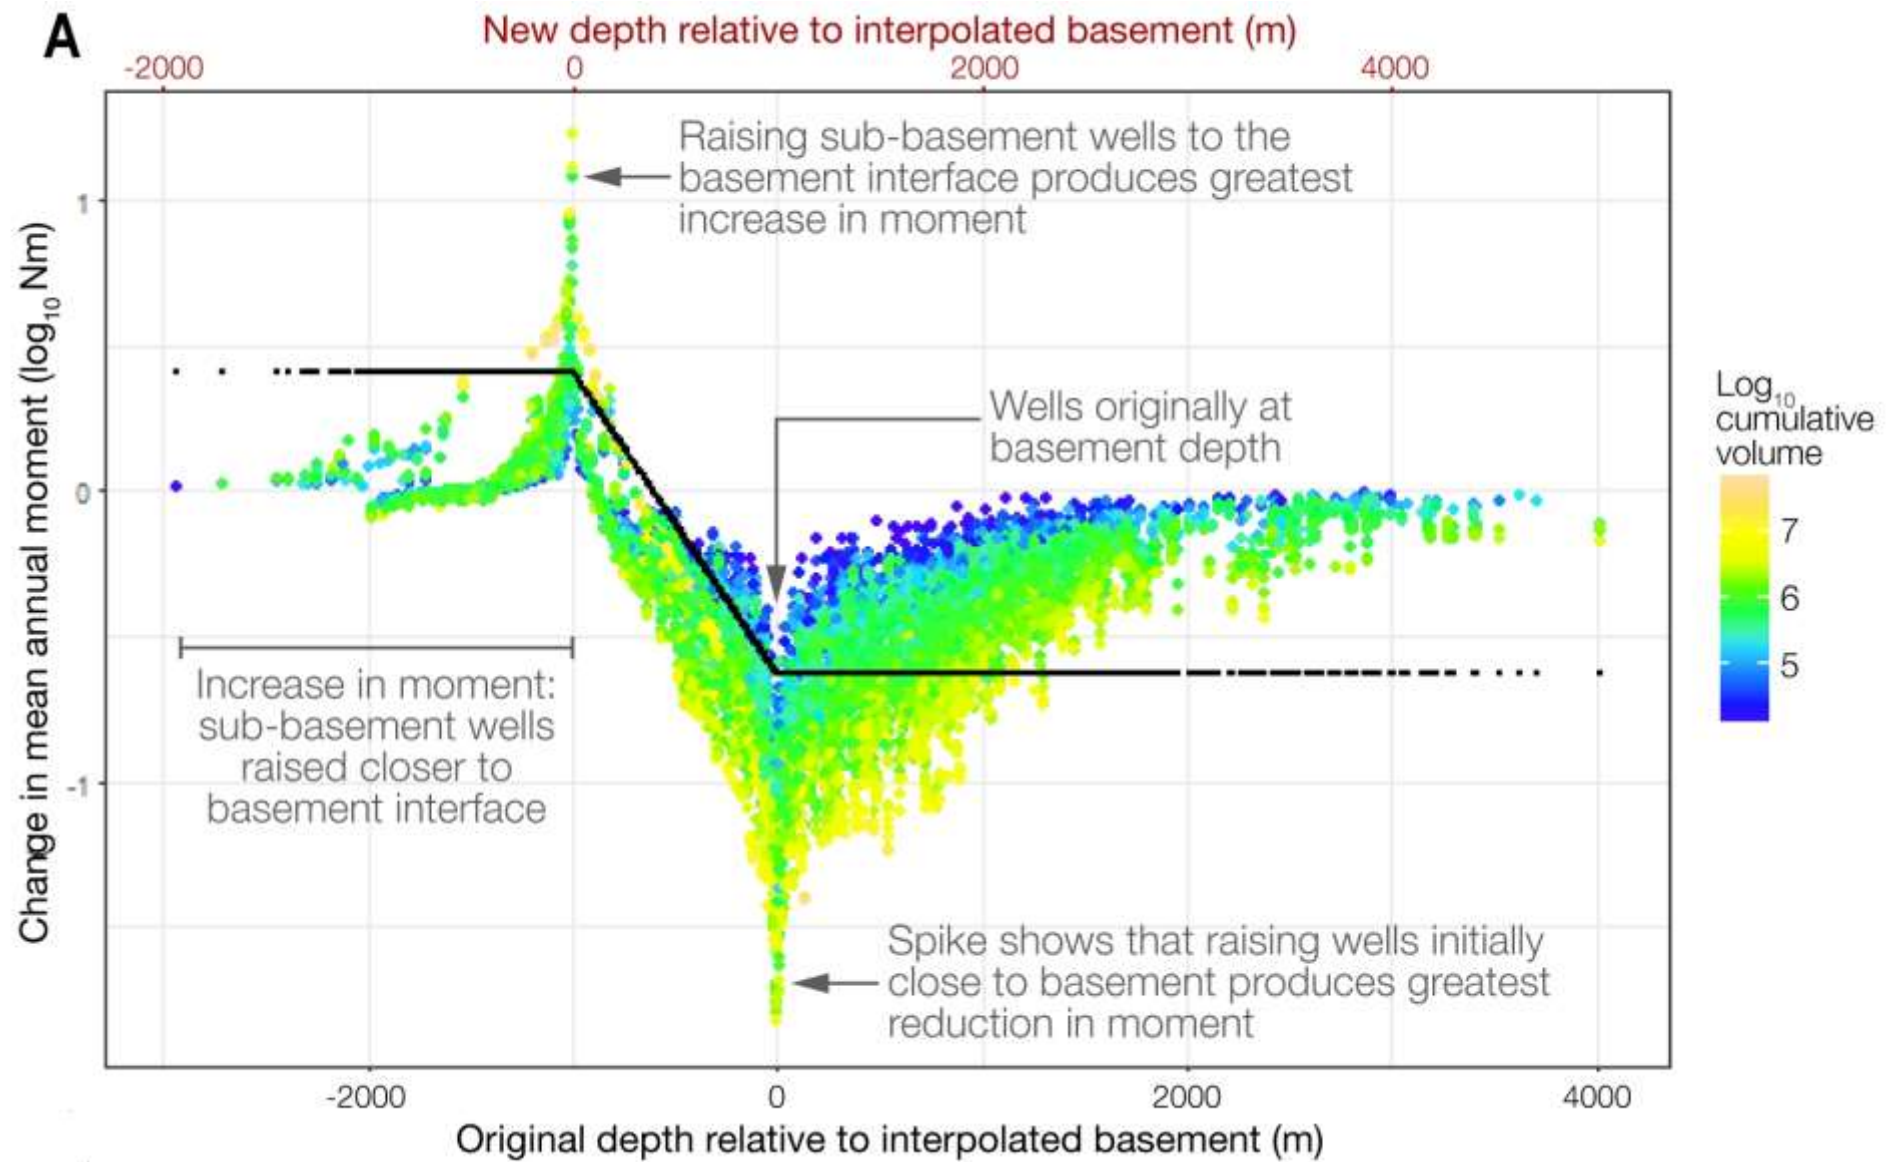 A
New depth relative to interpolated basement (m)
-2000 0 2000 4000
Raising sub-basement wells to the
basement interface produces greatest
increase in moment
Change in mean annual moment (log10 Nm)
1
0
-1
Wells originally at
basement depth
Increase in moment:
sub-basement wells
raised closer to
basement interface
Spike shows that raising wells initially
close to basement produces greatest
reduction in moment
Log10
cumulative
volume
7
6
5
-2000 0 2000 4000
Original depth relative to interpolated basement (m)